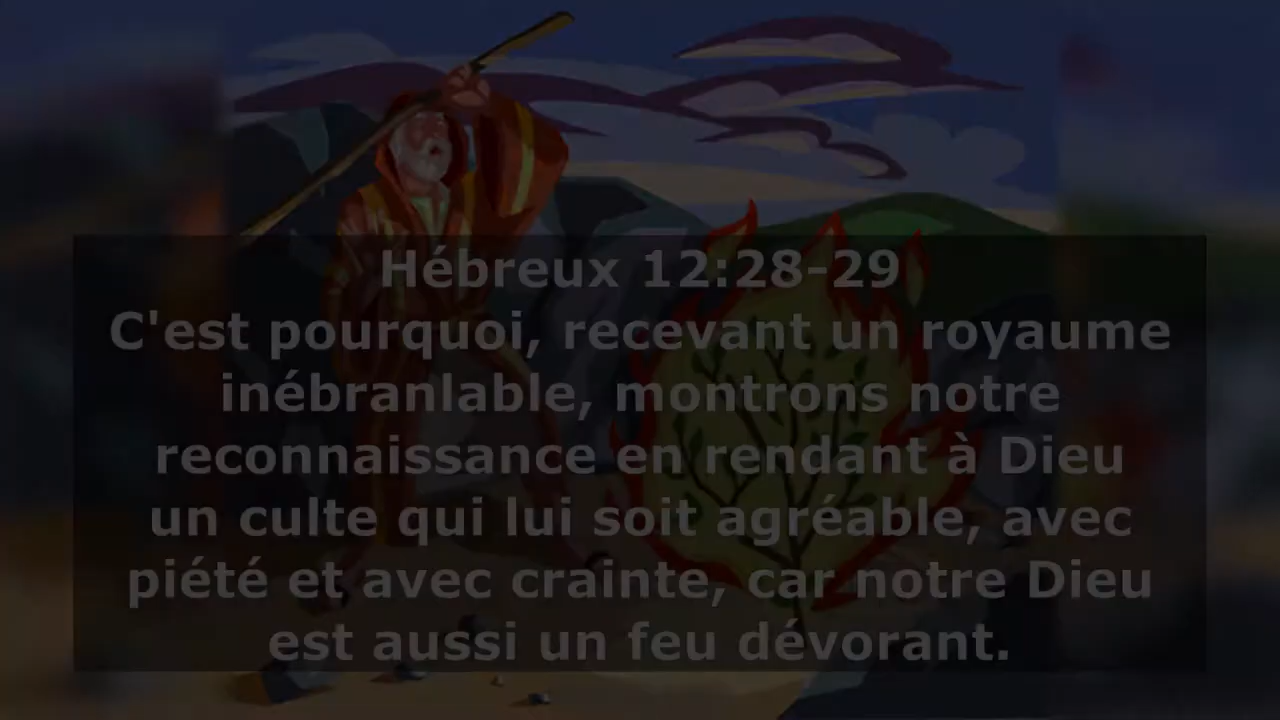 Hébreux 12:28-29
C'est pourquoi, recevant un royaume
inébranlable, montrons notre
reconnaissance en rendant à Dieu
un culte qui lui soit agréable, avec
piété et avec crainte, car notre Dieu
est aussi un feu dévorant.